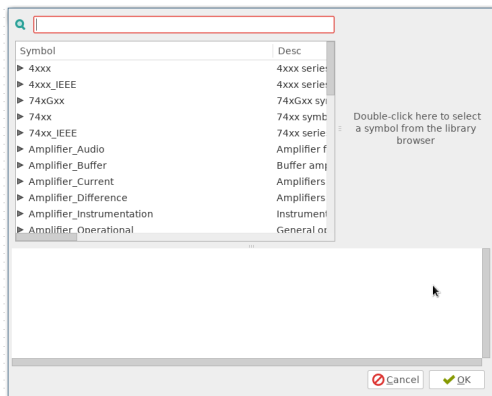 Symbol Desc
4xxx 4xxx series
4xxx_IEEE 4xxx series
74xGxx 74xGxx sy
74xx 74xx symb
74xx_IEEE 74xx serie
Amplifier_Audio Amplifier f
Amplifier_Buffer Buffer amp
Amplifier_Current Amplifiers
Amplifier_Difference Amplifiers
Amplifier_Instrumentation Instrument
Amplifier_Operational General op
Double-click here to select
a symbol from the library
browser
Cancel OK